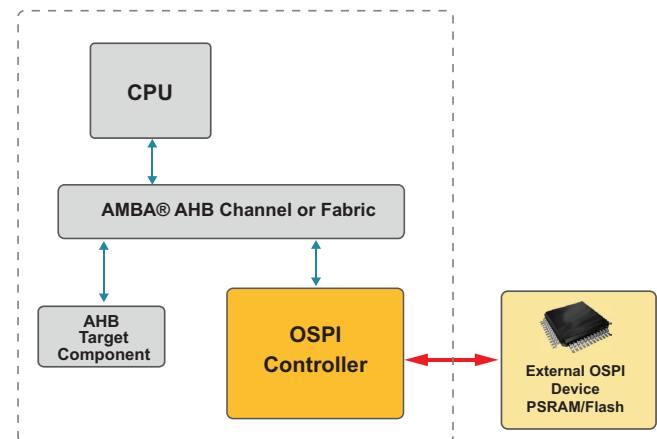 CPU
AMBA® AHB Channel or Fabric
AHB
Target
Component
OSPI
Controller
External OSPI
Device
PSRAM/Flash